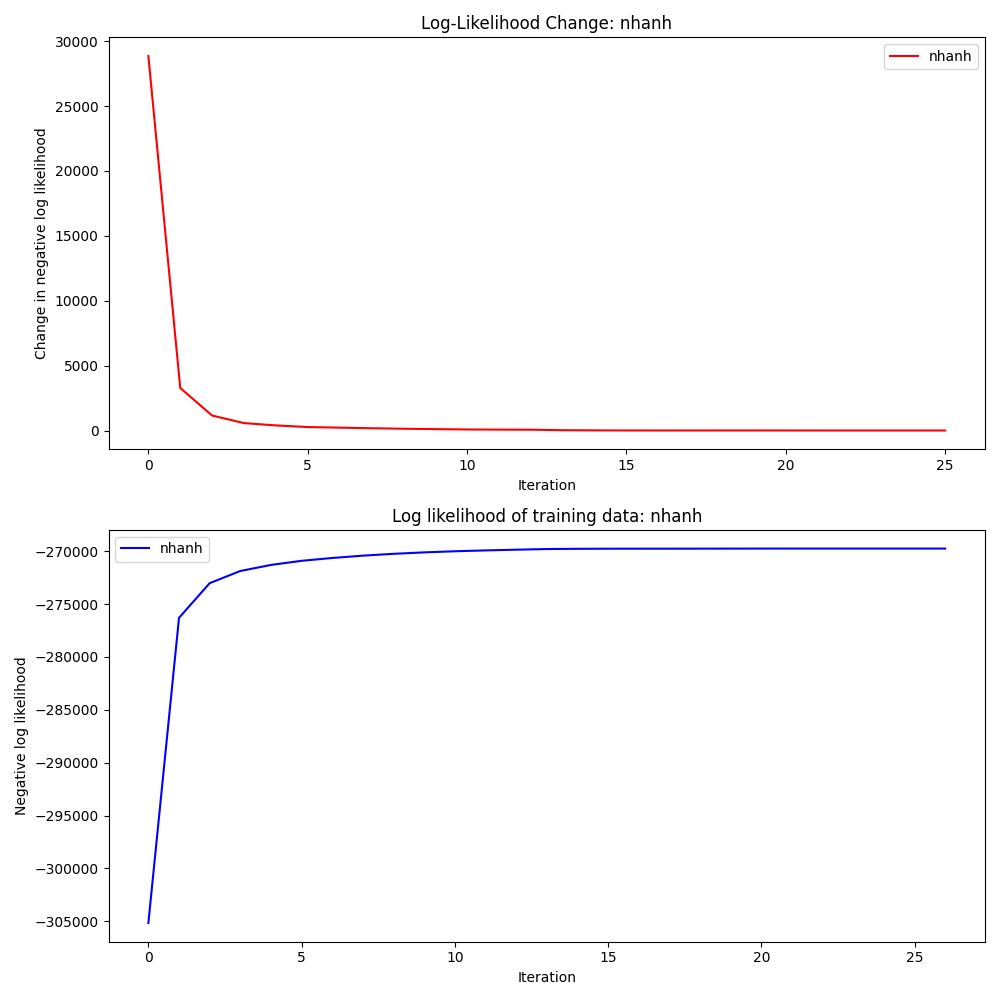 Log-Likelihood Change: nhanh
nhanh
30000
25000
20000
15000
10000
5000
0
Change in negative log likelihood
0 5 10 15 20 25
Iteration
Log likelihood of training data: nhanh
nhanh
−270000
−275000
−280000
−285000
−290000
−295000
−300000
−305000
Negative log likelihood
0 5 10 15 20 25
Iteration